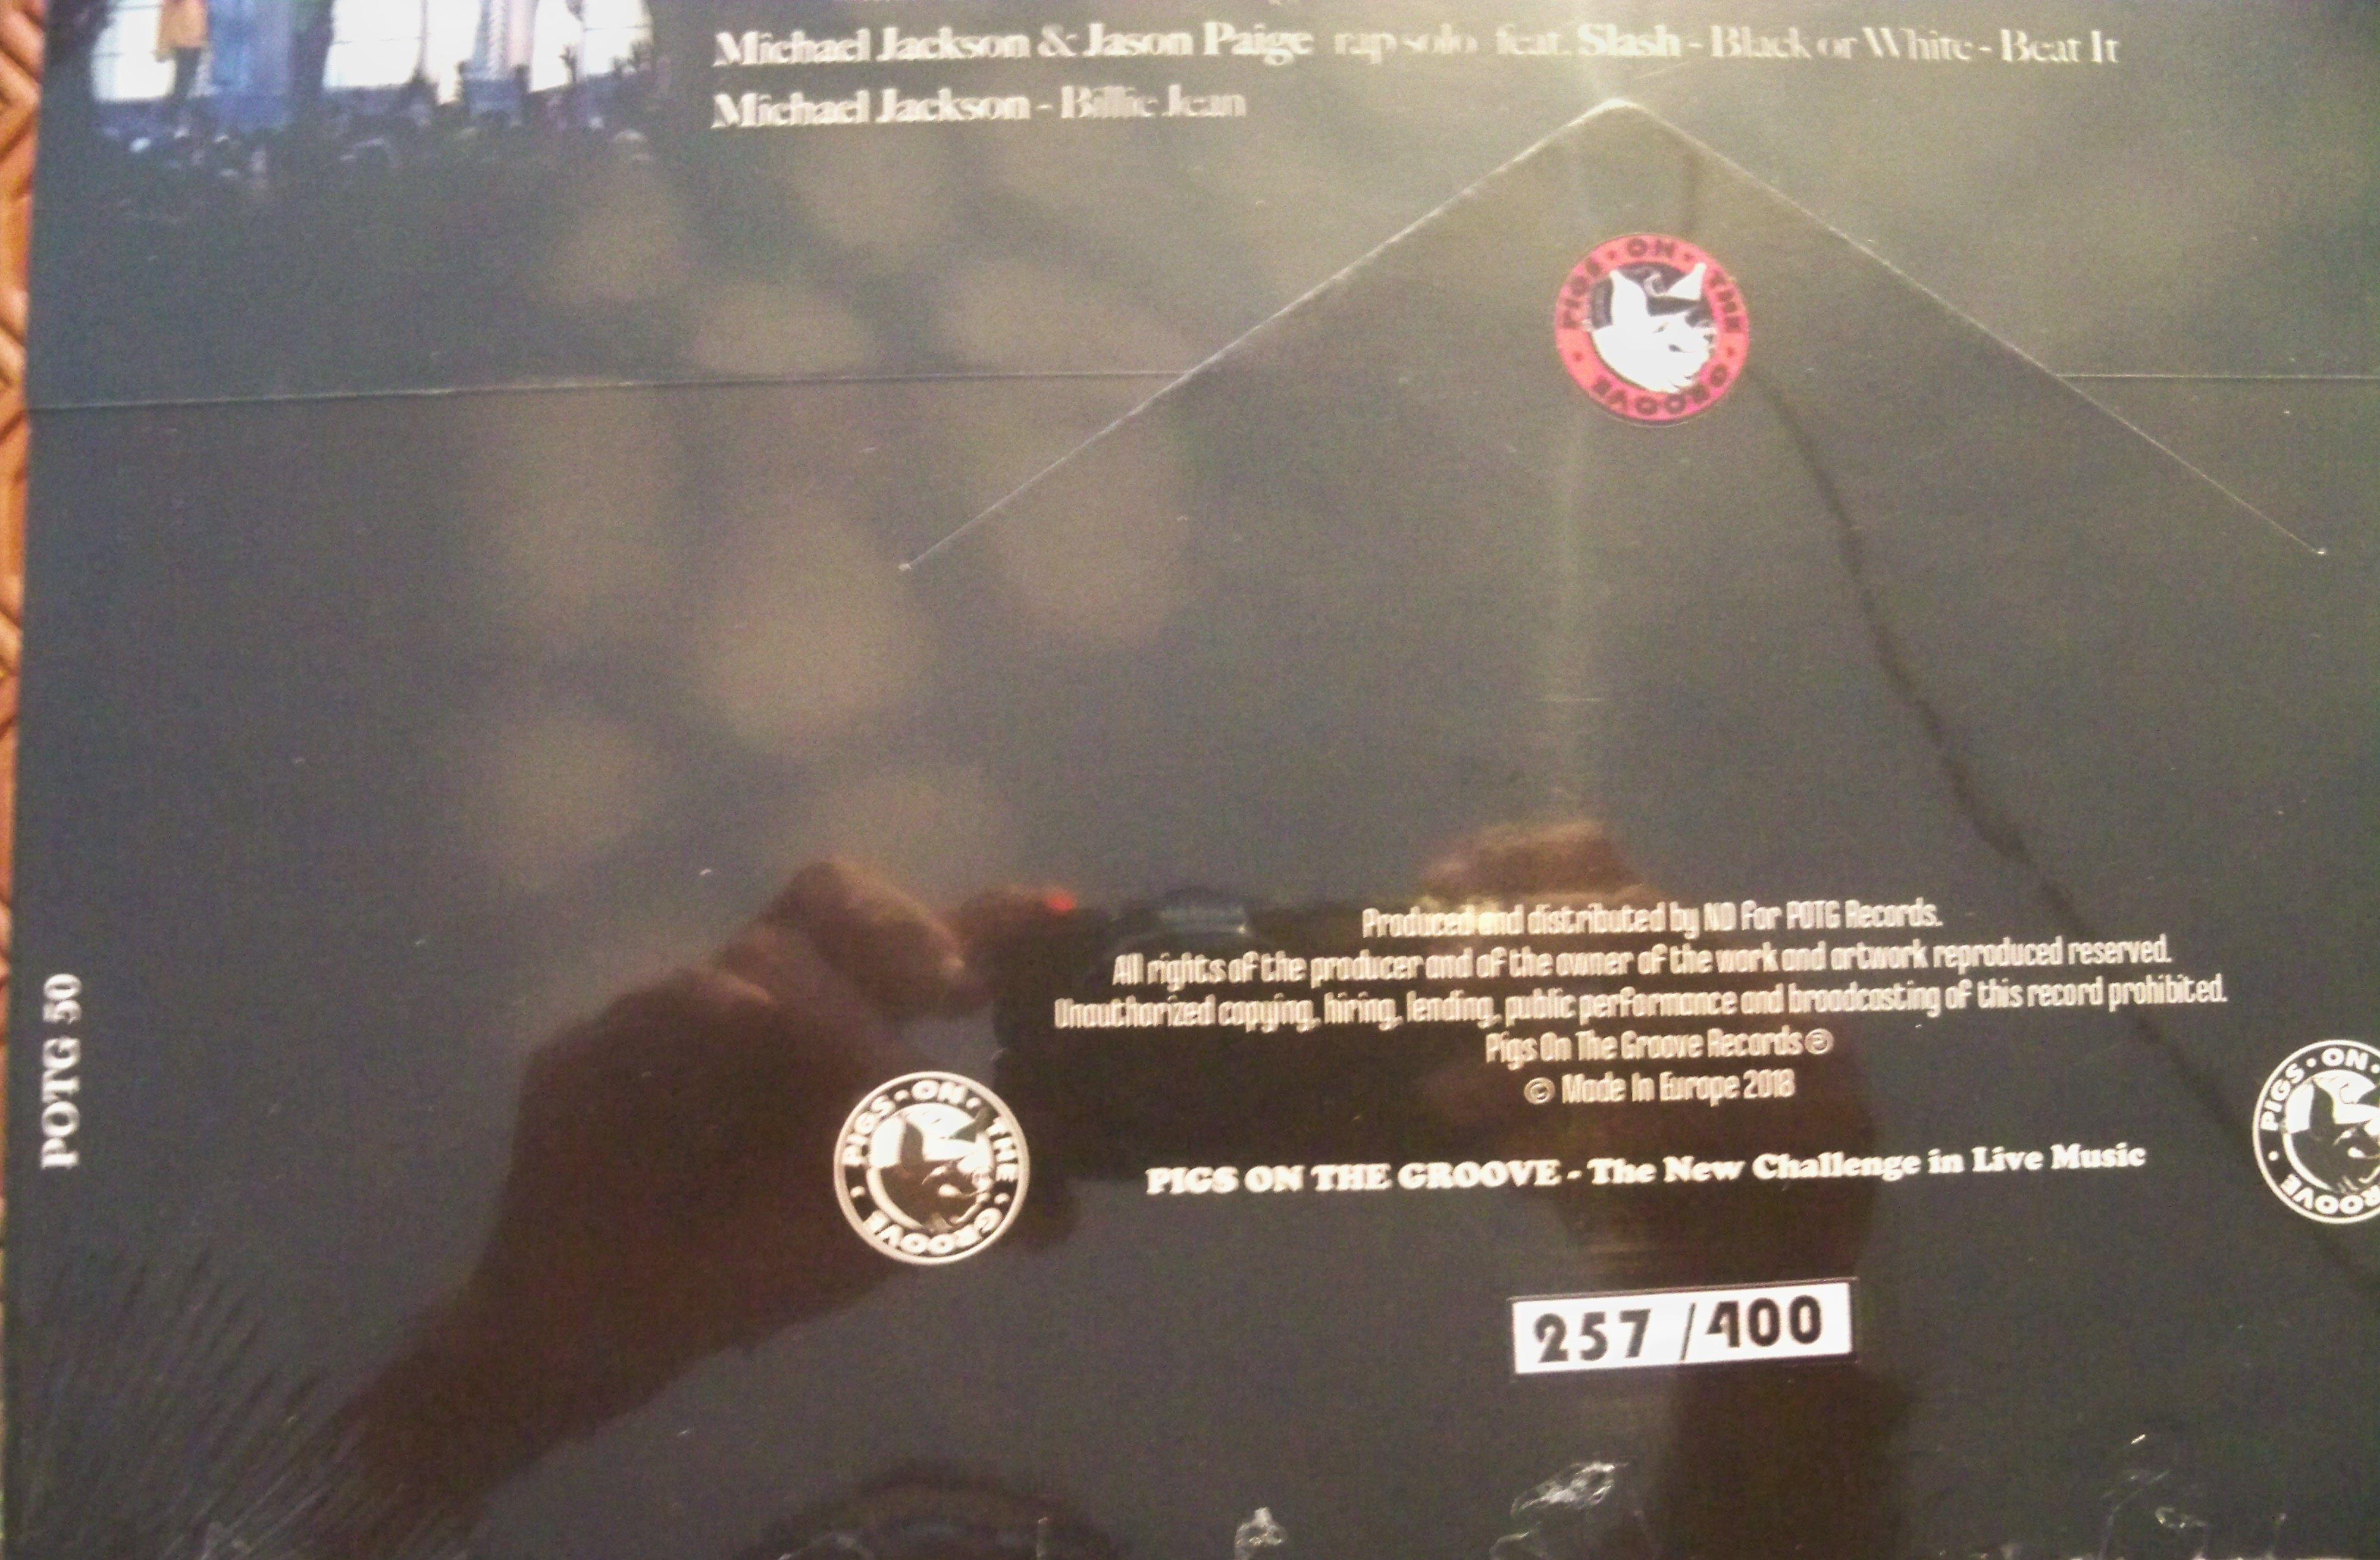 Michael Jackson & Jason Paige rap solo feat. Slash - Black or White - Beat It
Michael Jackson - Billie Jean
PIGS · ON · THE · GROOVE ·
Produced and distributed by ND For POTG Records.
All rights of the producer and of the owner of the work and artwork reproduced reserved.
Unauthorized copying, hiring, lending, public performance and broadcasting of this record prohibited.
Pigs On The Groove Records ℗
© Made In Europe 2018
POTG 50
PIGS · ON · THE · GROOVE ·
PIGS ON THE GROOVE - The New Challenge in Live Music
PIGS · ON ·
257 / 400